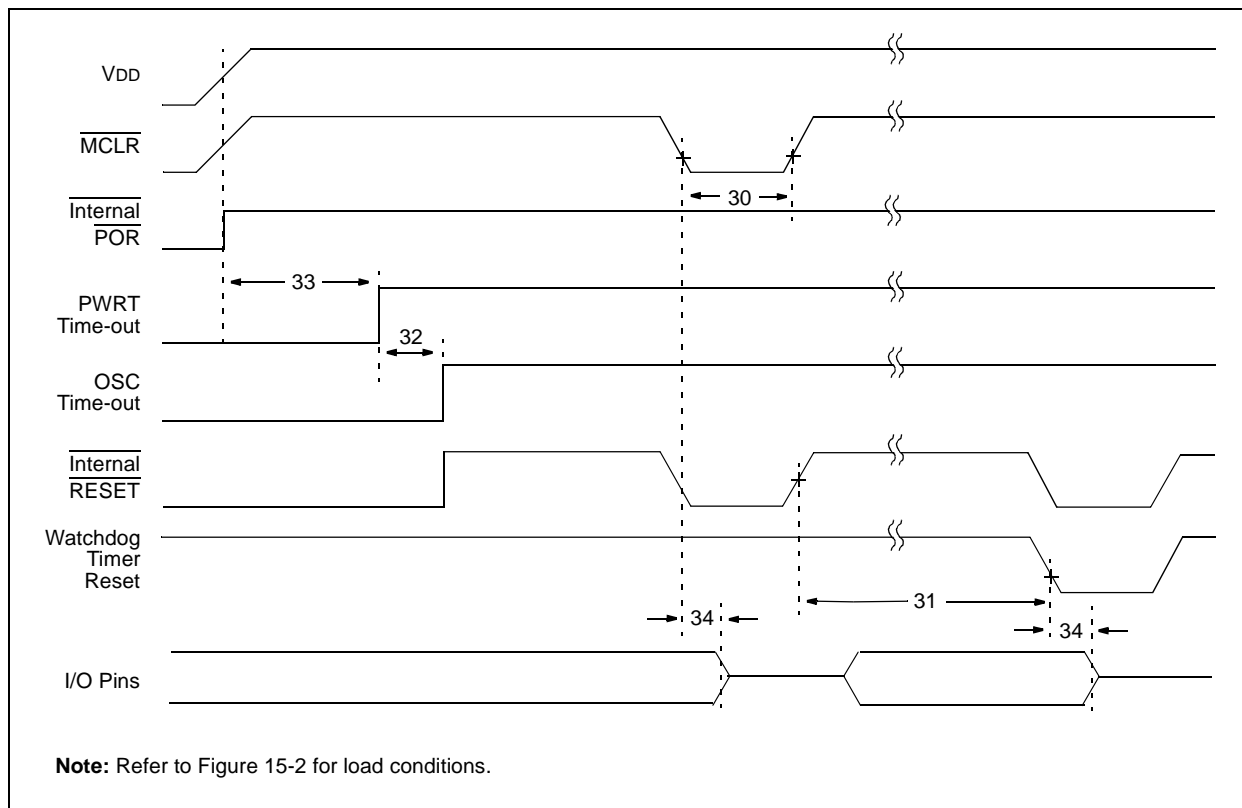 VDD
MCLR
30
Internal
POR
33
PWRT
Time-out
32
OSC
Time-out
Internal
RESET
Watchdog
Timer
Reset
31
34
34
I/O Pins
Note: Refer to Figure 15-2 for load conditions.